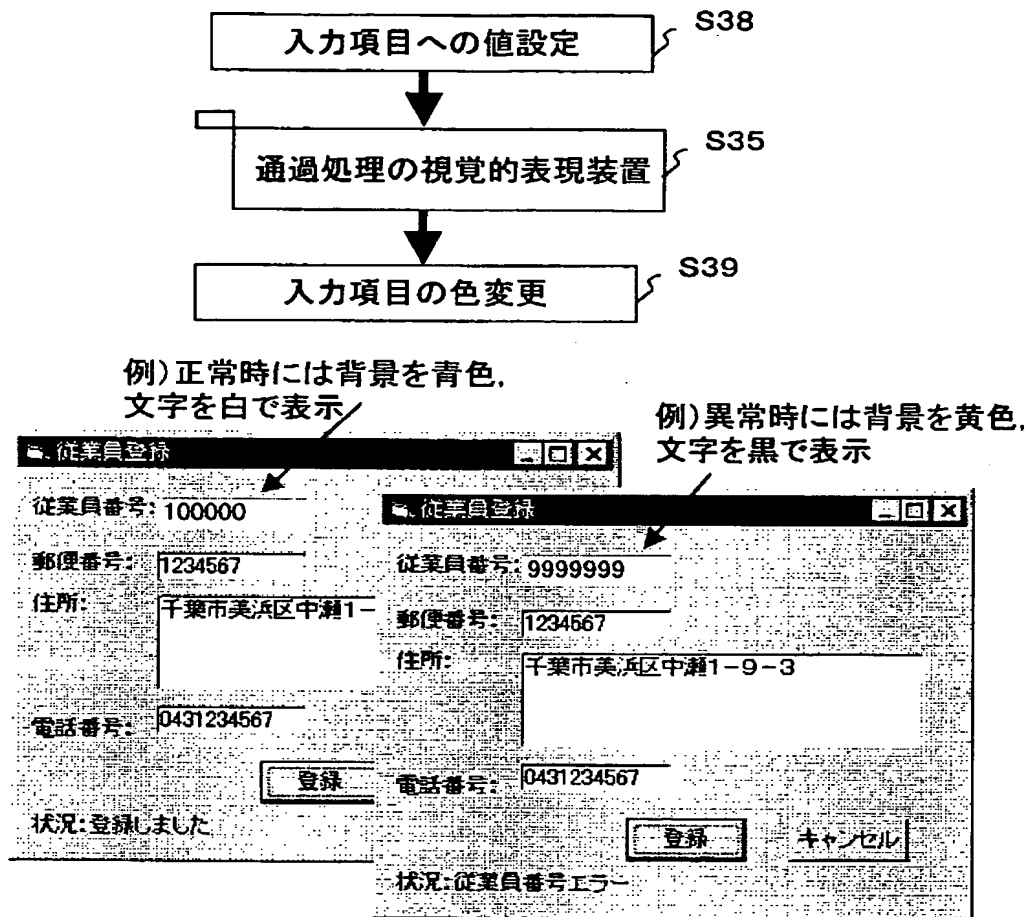 入力項目への値設定
S38
通過処理の視覚的表現装置
S35
入力項目の色変更
S39
例)正常時には背景を青色,
文字を白で表示
例)異常時には背景を黄色,
文字を黒で表示
従業員登録
従業員番号: 100000
郵便番号: 1234567
住所: 千葉市美浜区中瀬1-
電話番号: 0431234567
登録
状況:登録しました
従業員登録
従業員番号: 9999999
郵便番号: 1234567
住所: 千葉市美浜区中瀬1-9-3
電話番号: 0431234567
登録 キャンセル
状況:従業員番号エラー